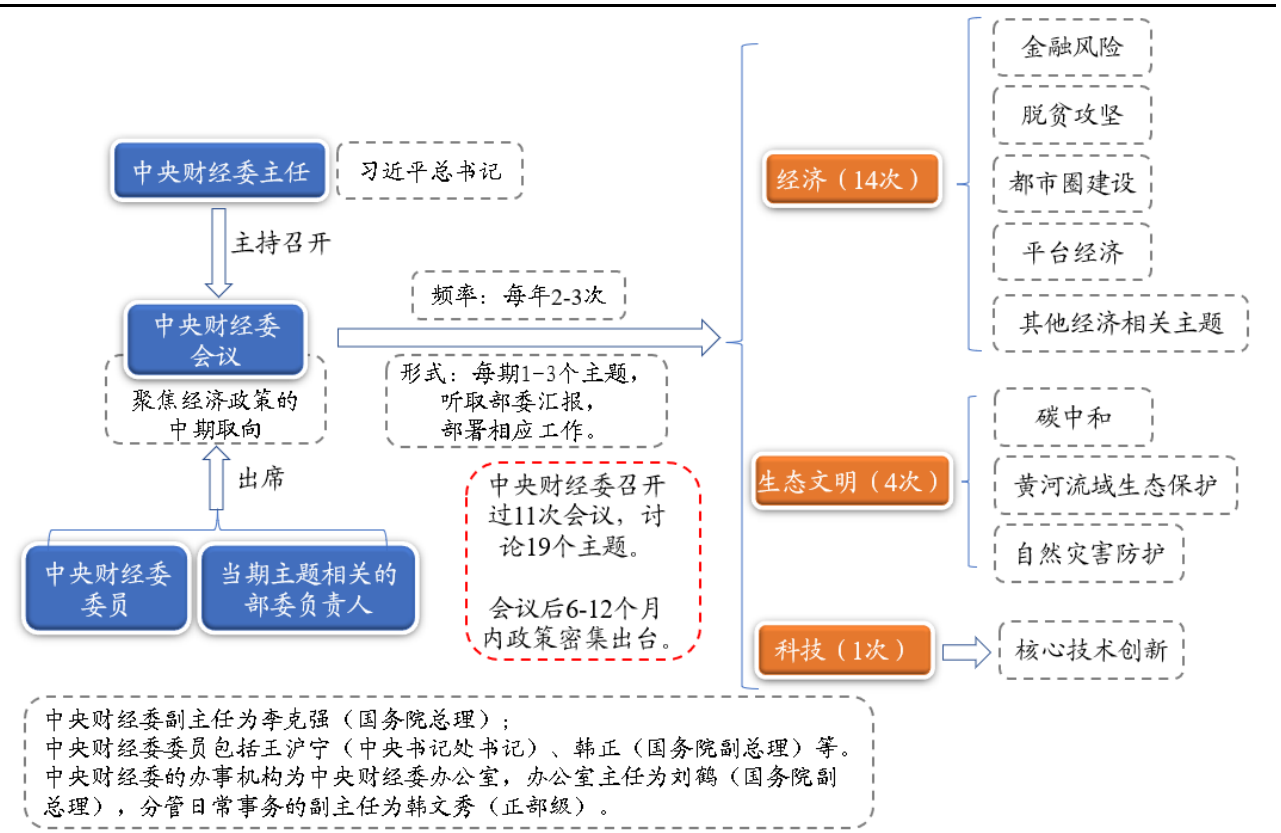 中央财经委主任
习近平总书记
主持召开
中央财经委
会议
聚焦经济政策的
中期取向
出席
中央财经委
委员
当期主题相关的
部委负责人
频率：每年2-3次
形式：每期1-3个主题，
听取部委汇报，
部署相应工作。
中央财经委召开
过11次会议，讨
论19个主题。
会议后6-12个月
内政策密集出台。
经济（14次）
金融风险
脱贫攻坚
都市圈建设
平台经济
其他经济相关主题
生态文明（4次）
碳中和
黄河流域生态保护
自然灾害防护
科技（1次）
核心技术创新
中央财经委副主任为李克强（国务院总理）；
中央财经委委员包括王沪宁（中央书记处书记）、韩正（国务院副总理）等。
中央财经委的办事机构为中央财经委办公室，办公室主任为刘鹤（国务院副
总理），分管日常事务的副主任为韩文秀（正部级）。